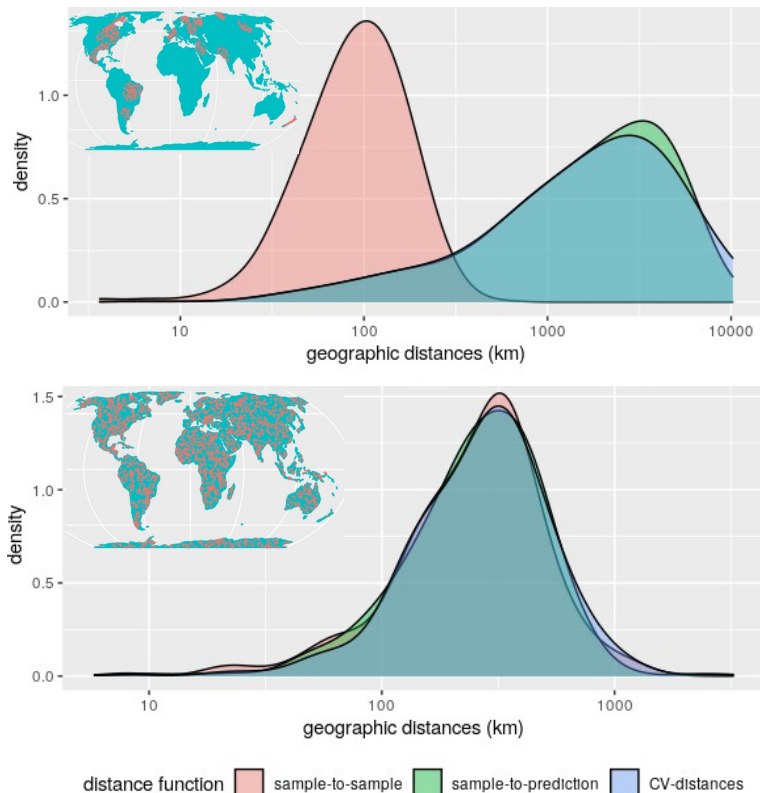 density
1.0
0.5
0.0
10
100
1000
10000
geographic distances (km)
1.5
1.0
density
0.5
0.0
10
100
1000
geographic distances (km)
distance function sample-to-sample sample-to-prediction CV-distances